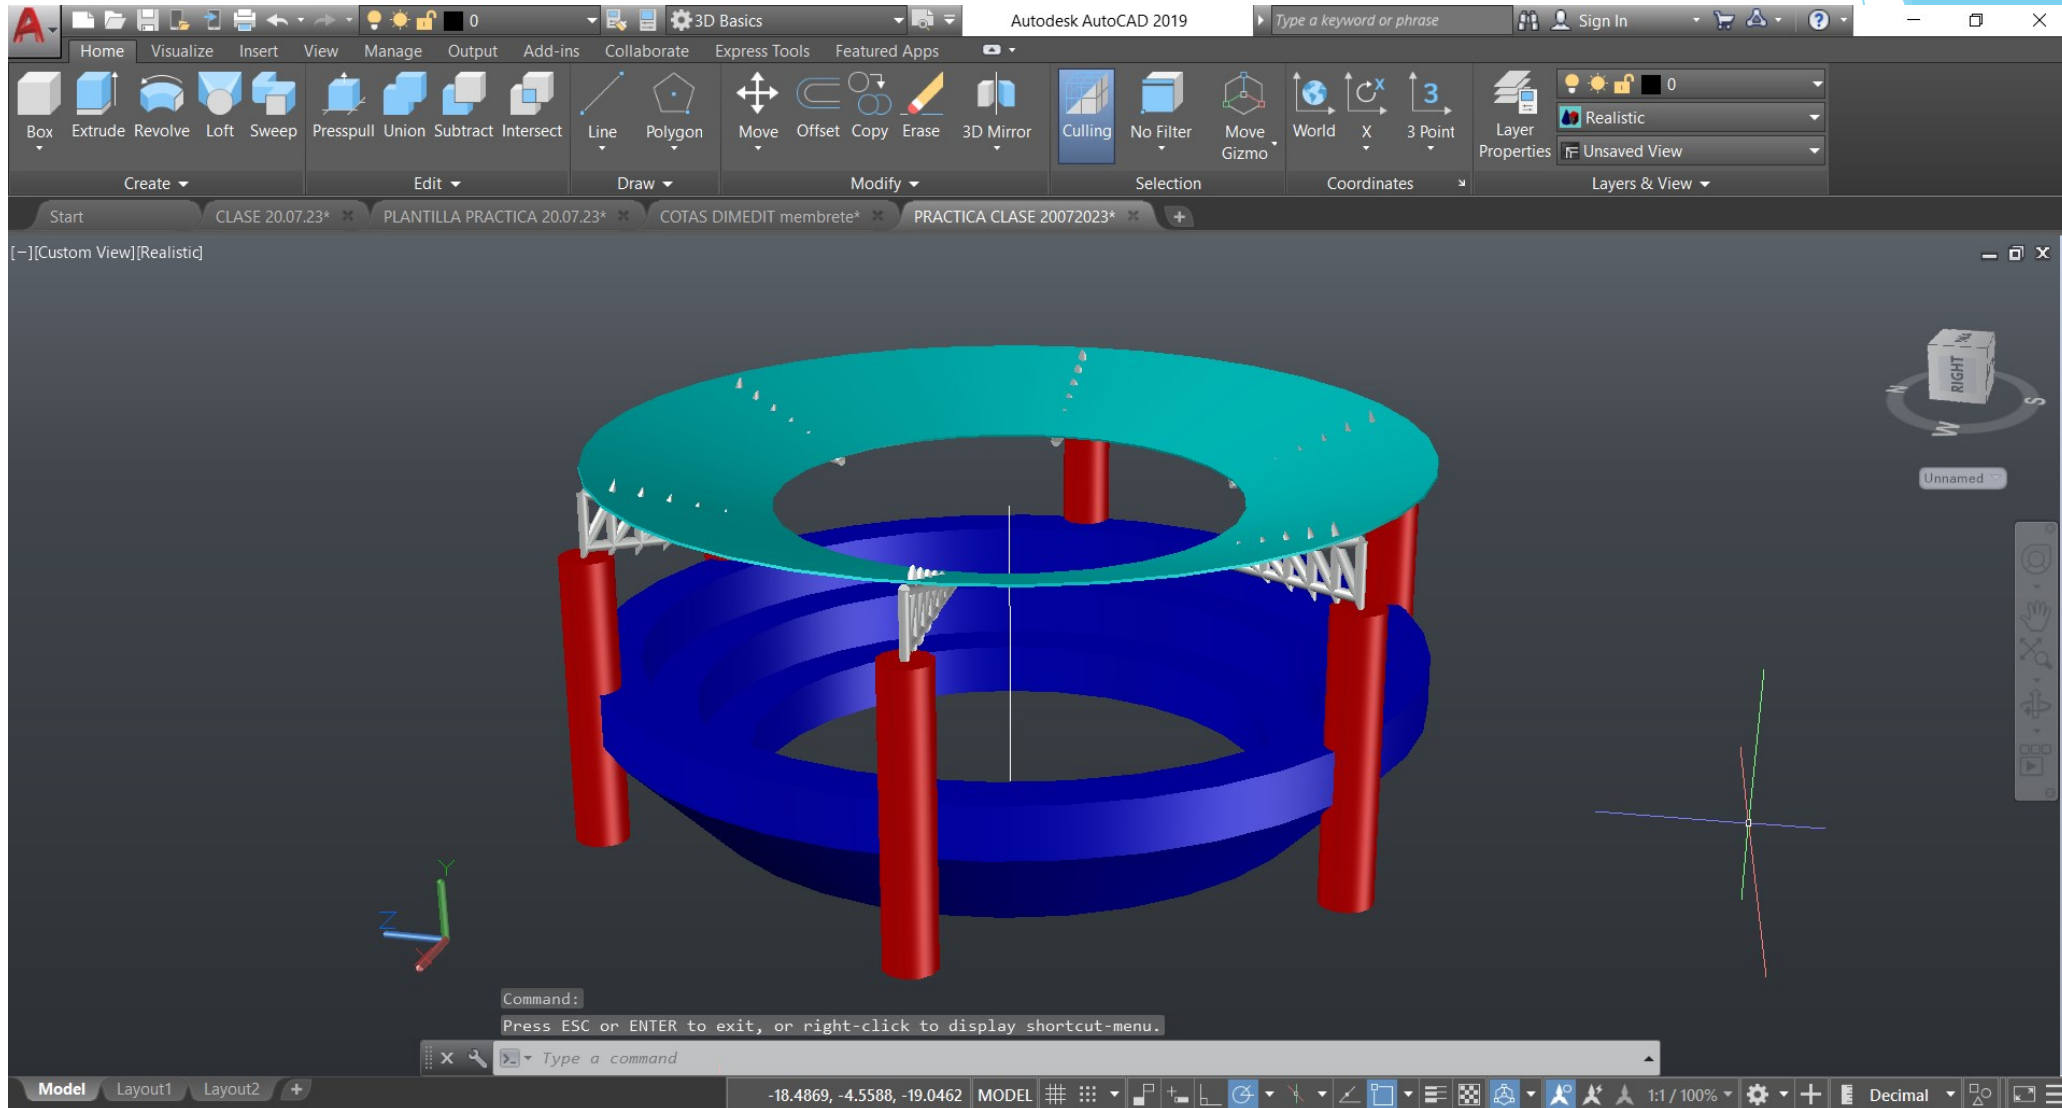 0
3D Basics
Autodesk AutoCAD 2019
Type a keyword or phrase
Sign In
Home Visualize Insert View Manage Output Add-ins Collaborate Express Tools Featured Apps
Box Extrude Revolve Loft Sweep Presspull Union Subtract Intersect Line Polygon Move Offset Copy Erase 3D Mirror Culling No Filter Move Gizmo World X 3 Point Layer Properties
0
Realistic
Unsaved View
Create Edit Draw Modify Selection Coordinates Layers & View
Start CLASE 20.07.23* PLANTILLA PRACTICA 20.07.23* COTAS DIMEDIT membrete* PRACTICA CLASE 20072023*
[−][Custom View][Realistic]
RIGHT
N
S
W
Unnamed
Y
Z
Command:
Press ESC or ENTER to exit, or right-click to display shortcut-menu.
Type a command
Model Layout1 Layout2
-18.4869, -4.5588, -19.0462 MODEL 1:1 / 100% Decimal